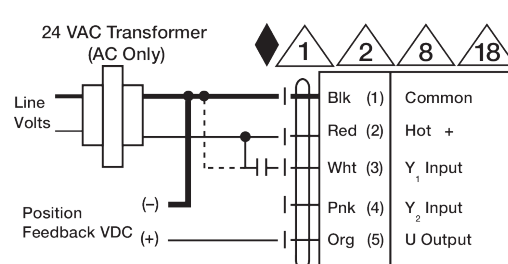 24 VAC Transformer
(AC Only)
1 2 8 18
Line
Volts
Blk (1) Common
Red (2) Hot +
Wht (3) Y1 Input
Pnk (4) Y2 Input
Org (5) U Output
Position
Feedback VDC
(–)
(+)